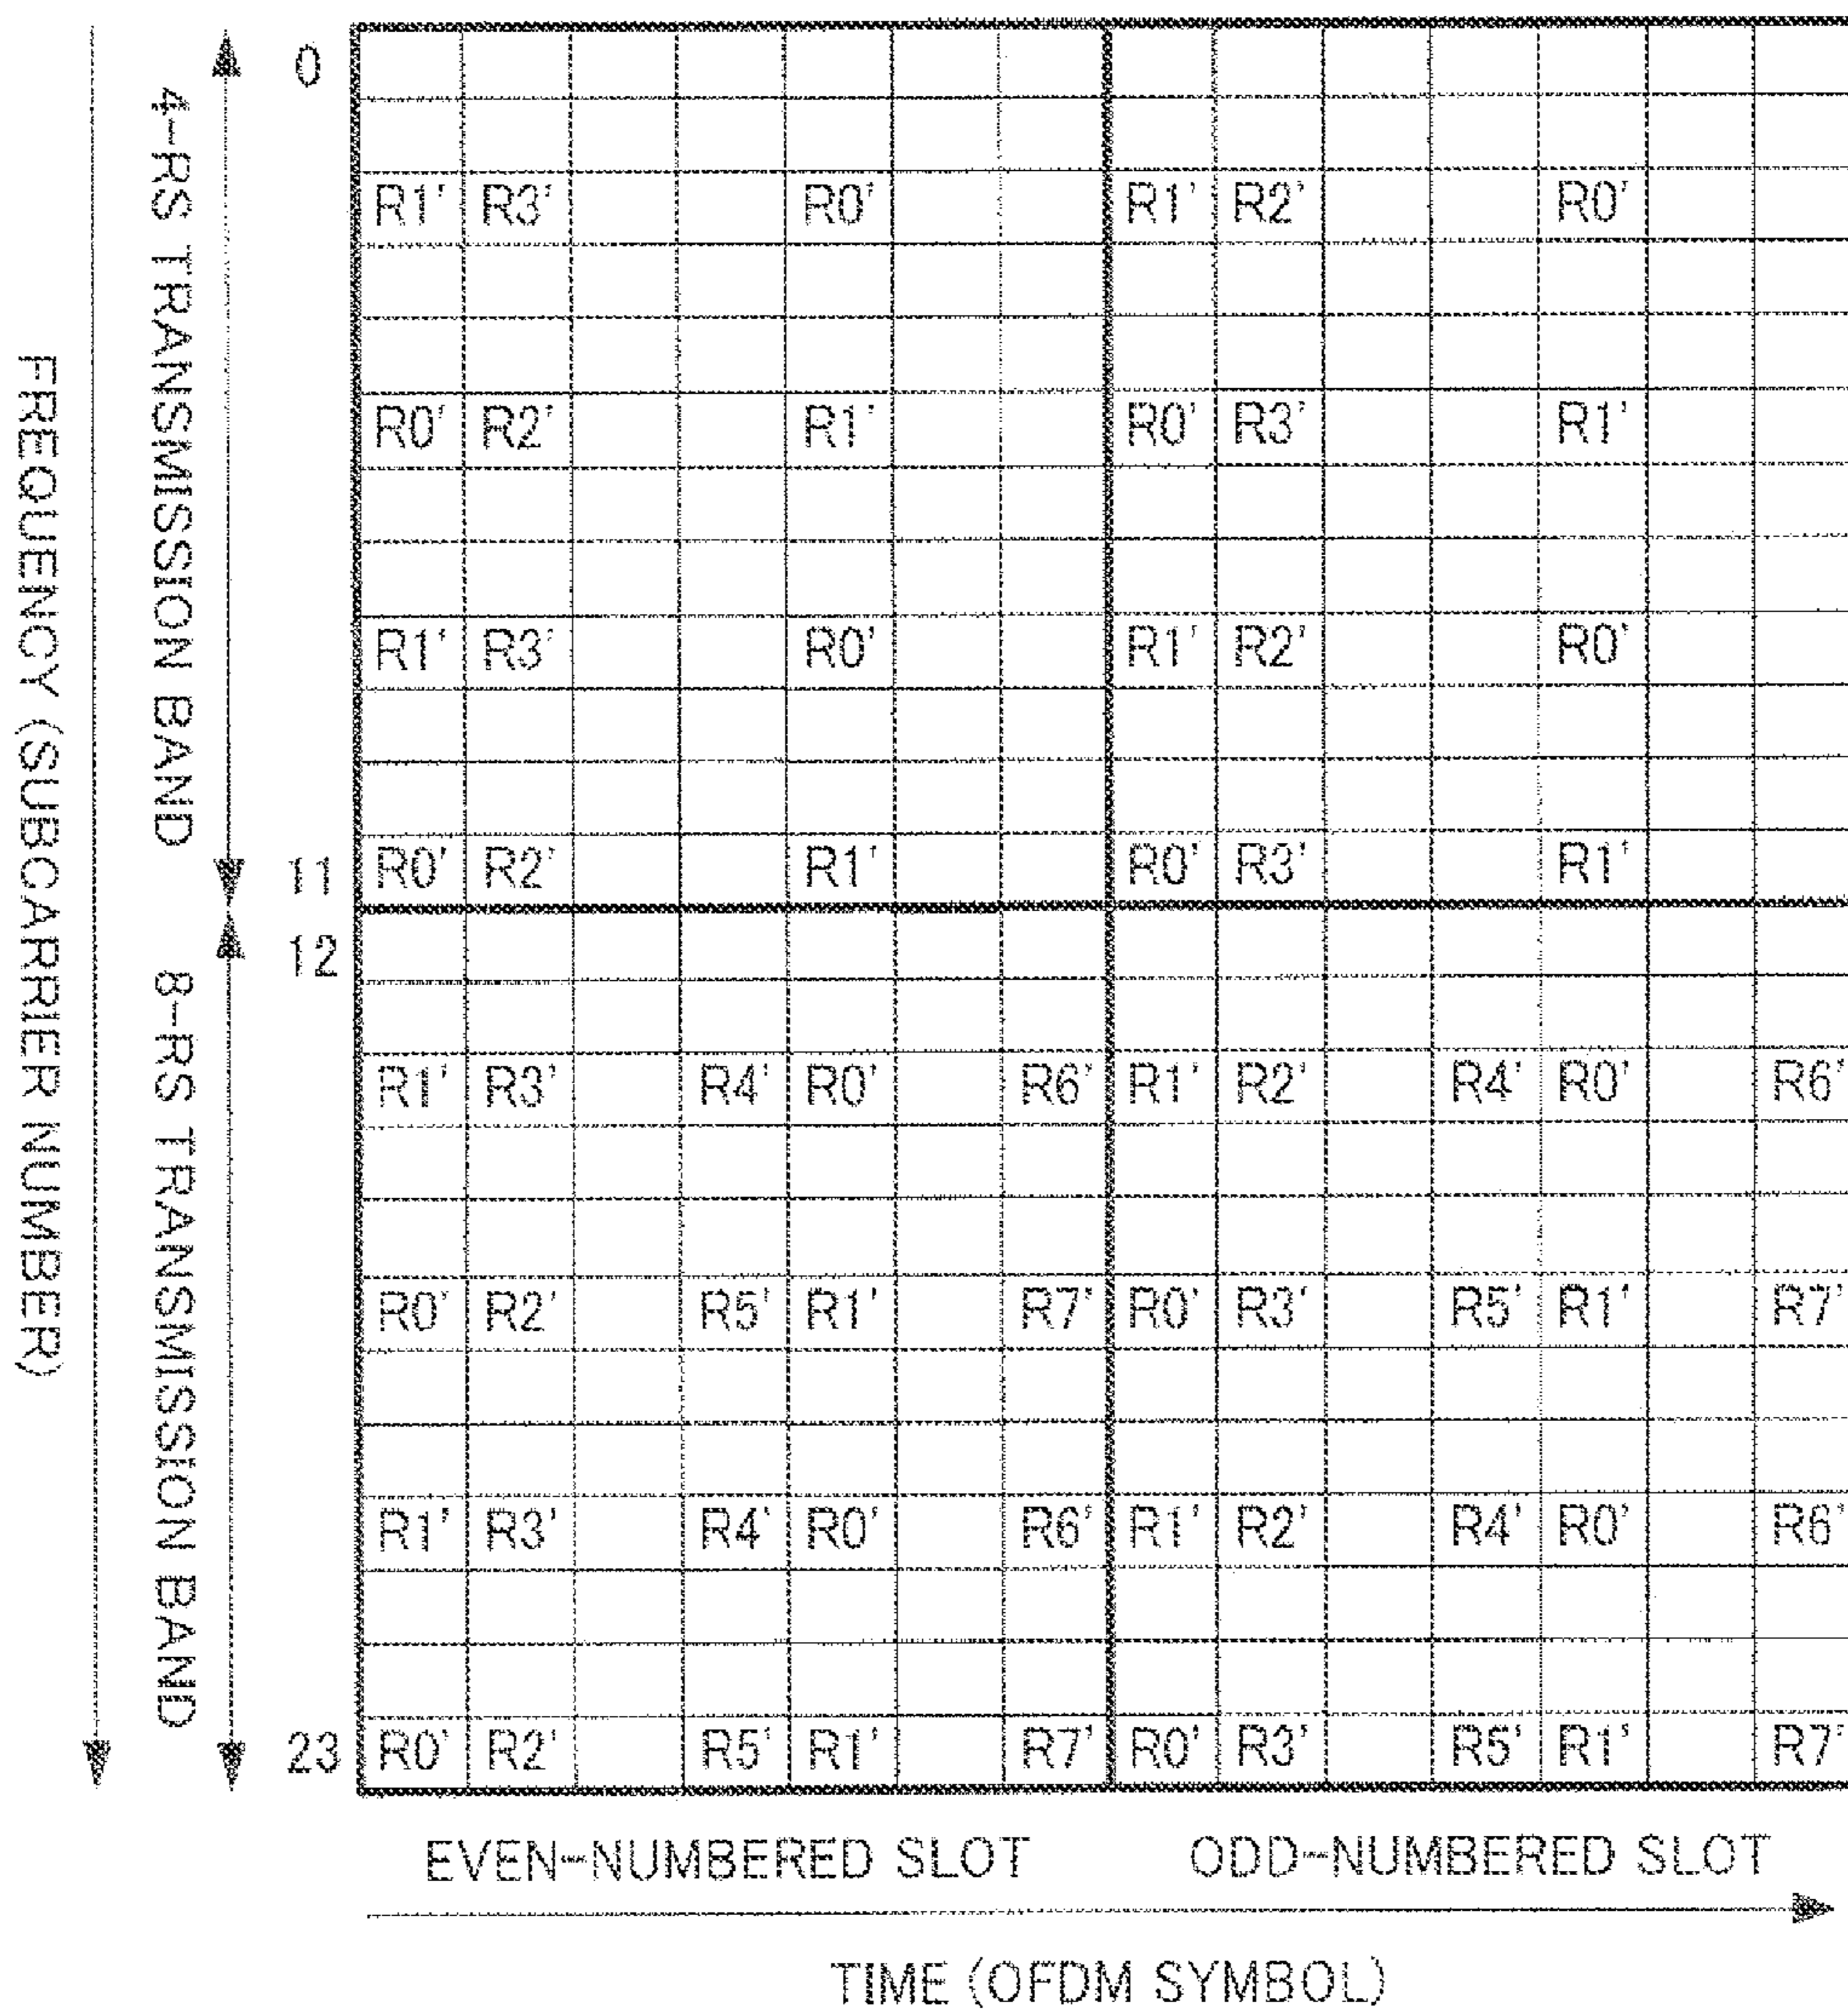 FREQUENCY (SUBCARRIER NUMBER)
4-RS TRANSMISSION BAND
8-RS TRANSMISSION BAND
0
R1' R3' R0' R1' R2' R0'
R0' R2' R1' R0' R3' R1'
R1' R3' R0' R1' R2' R0'
11 R0' R2' R1' R0' R3' R1'
12
R1' R3' R4' R0' R6' R1' R2' R4' R0' R6'
R0' R2' R5' R1' R7' R0' R3' R5' R1' R7'
R1' R3' R4' R0' R6' R1' R2' R4' R0' R6'
23 R0' R2' R5' R1' R7' R0' R3' R5' R1' R7'
EVEN-NUMBERED SLOT ODD-NUMBERED SLOT
TIME (OFDM SYMBOL)